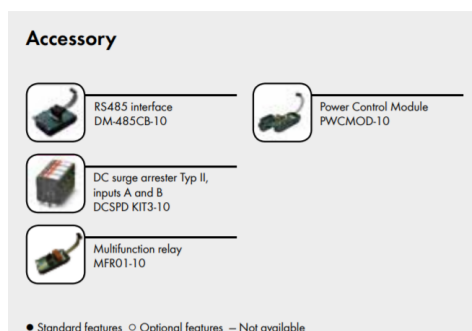 Accessory
RS485 interface
DM-485CB-10
Power Control Module
PWCMOD-10
DC surge arrester Typ II,
inputs A and B
DCSPD KIT3-10
Multifunction relay
MFR01-10
● Standard features ○ Optional features – Not available